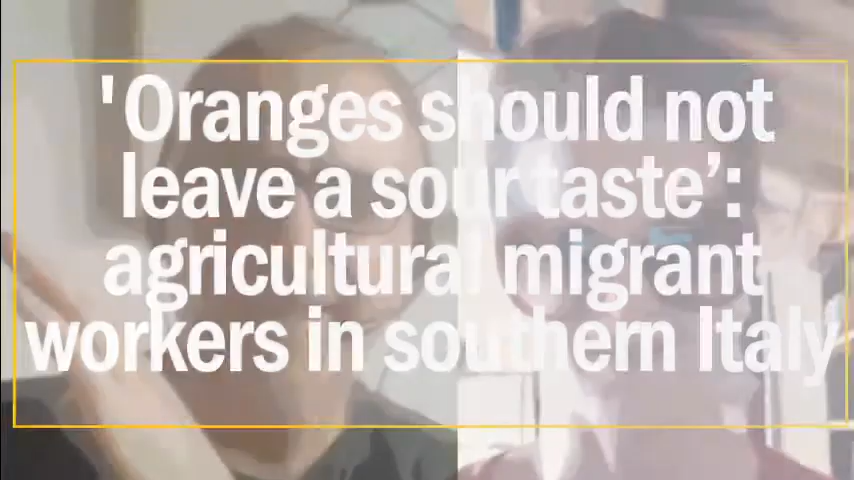 'Oranges should not
leave a sour taste’:
agricultural migrant
workers in southern Italy